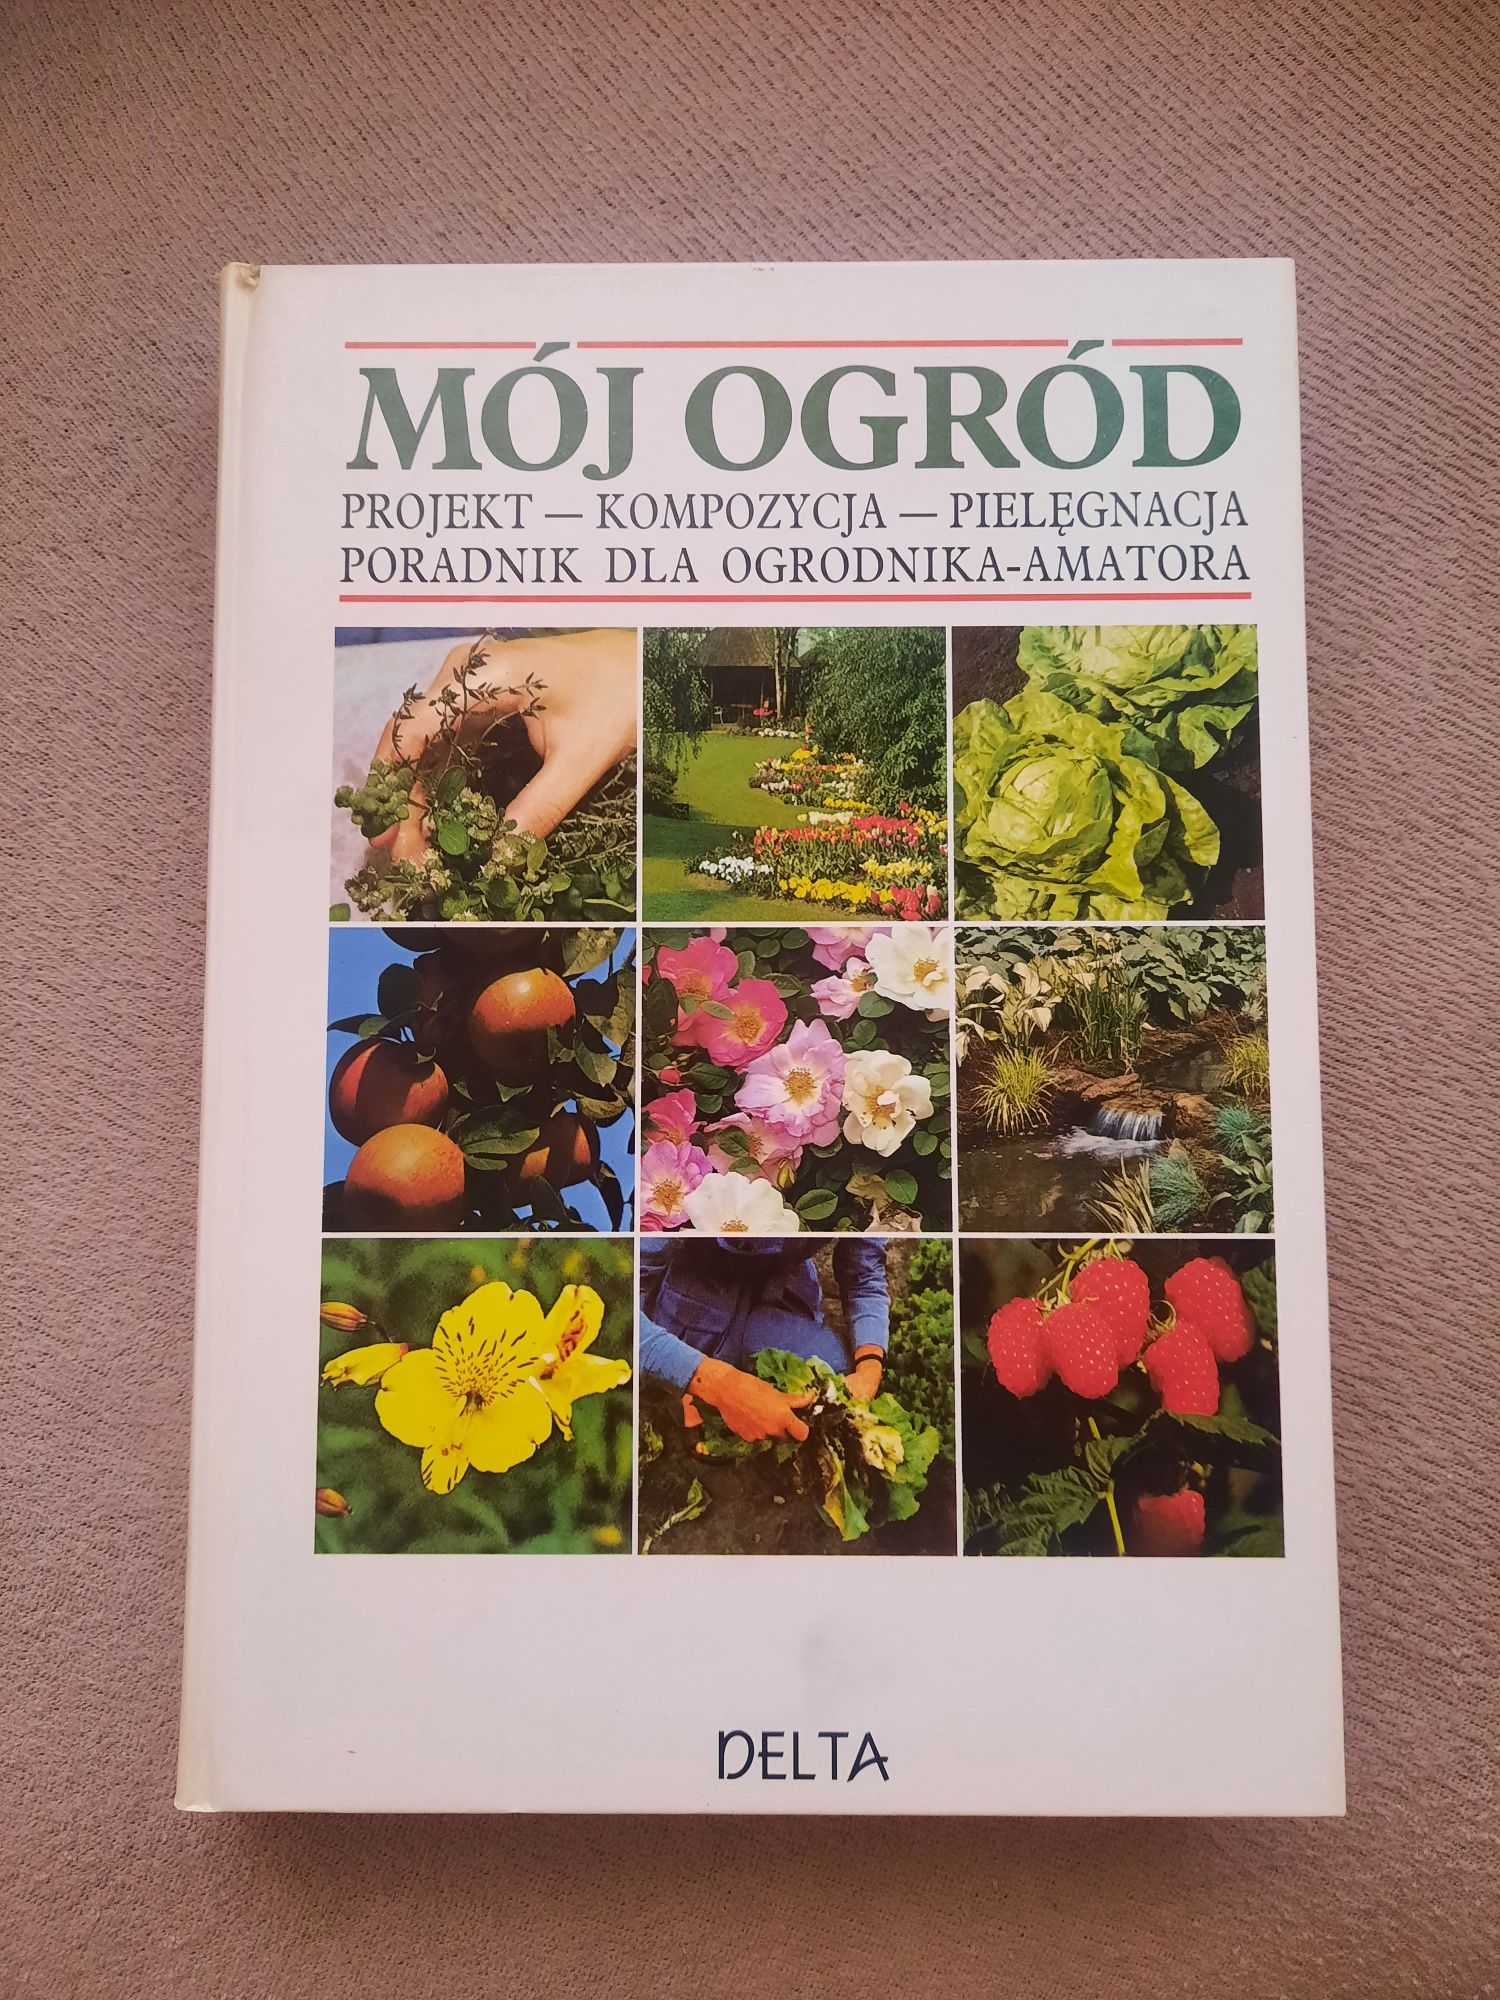 MÓJ OGRÓD
PROJEKT — KOMPOZYCJA — PIELĘGNACJA
PORADNIK DLA OGRODNIKA-AMATORA
DELTA